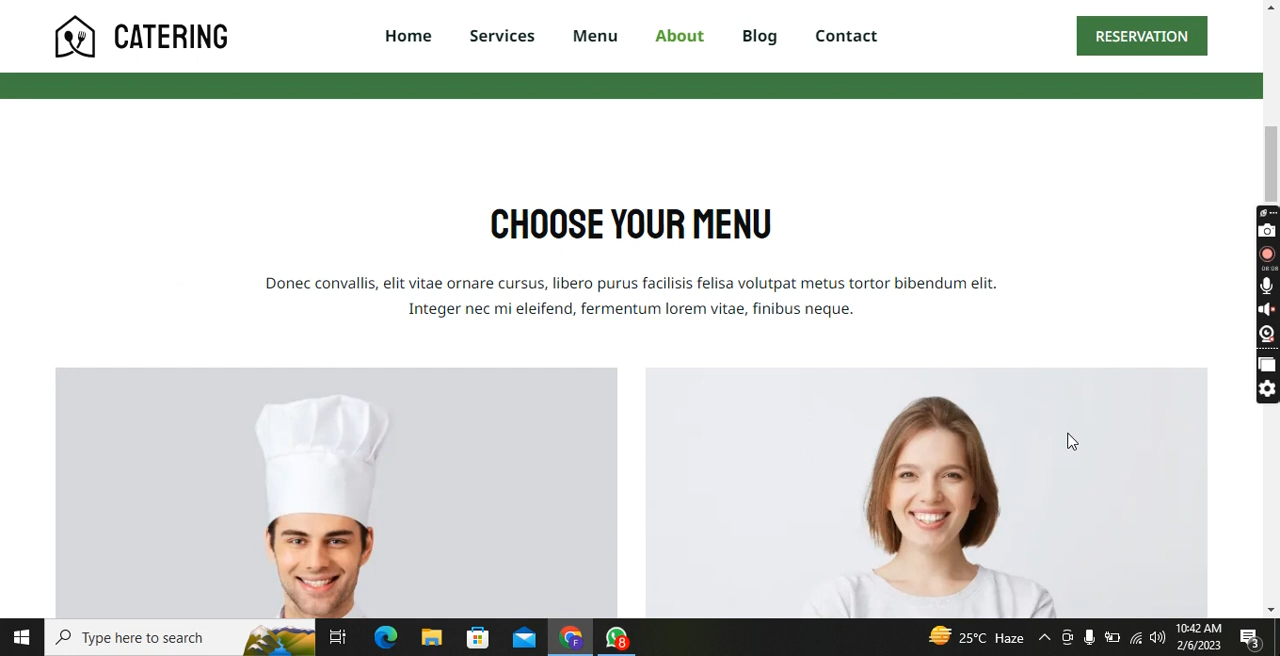 CATERING
Home Services Menu About Blog Contact
RESERVATION
CHOOSE YOUR MENU
Donec convallis, elit vitae ornare cursus, libero purus facilisis felisa volutpat metus tortor bibendum elit.
Integer nec mi eleifend, fermentum lorem vitae, finibus neque.
Type here to search
F
8
25°C Haze
10:42 AM
2/6/2023
3